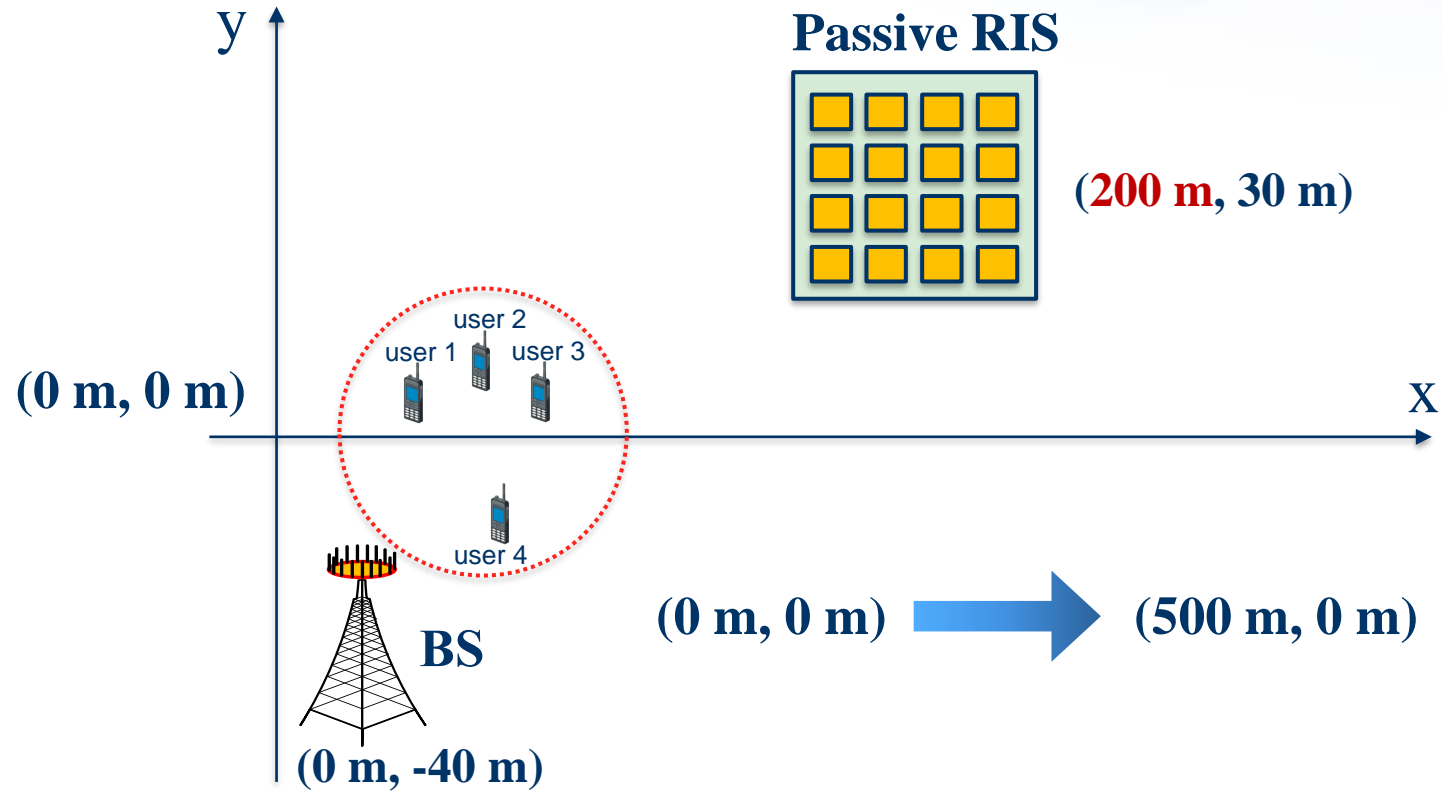 y
Passive RIS
(200 m, 30 m)
user 2
user 1
user 3
(0 m, 0 m)
x
user 4
(0 m, 0 m)
(500 m, 0 m)
BS
(0 m, -40 m)